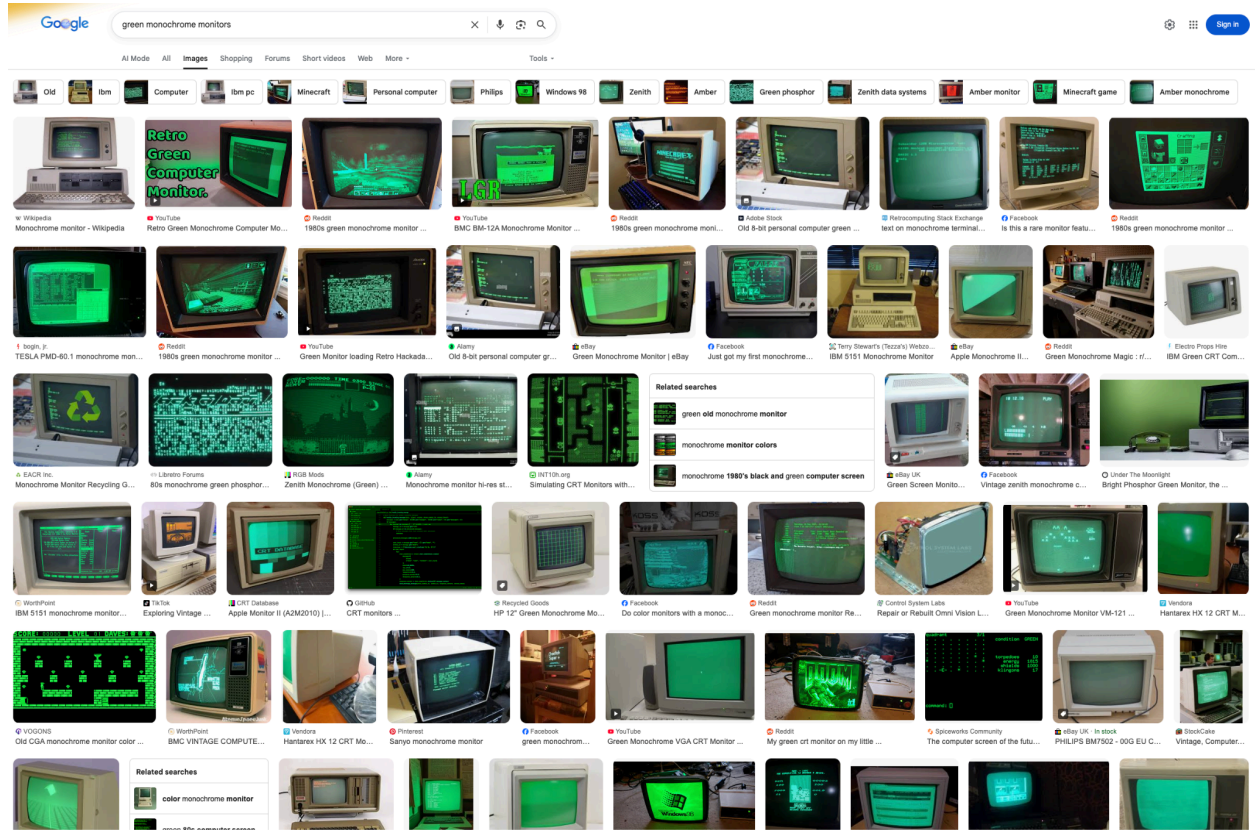 Google
green monochrome monitors
Sign in
AI Mode All Images Shopping Forums Short videos Web More Tools
Old Ibm Computer Ibm pc Minecraft Personal computer Philips Windows 98 Zenith Amber Green phosphor Zenith data systems Amber monitor Minecraft game Amber monochrome
Retro
Green
Computer
Monitor.
LGR
MINECRAFT
Wikipedia
Monochrome monitor - Wikipedia
YouTube
Retro Green Monochrome Computer Mo...
Reddit
1980s green monochrome monitor ...
YouTube
BMC BM-12A Monochrome Monitor ...
Reddit
1980s green monochrome moni...
Adobe Stock
Old 8-bit personal computer green ...
Retrocomputing Stack Exchange
text on monochrome terminal...
Facebook
Is this a rare monitor featu...
Reddit
1980s green monochrome monitor ...
bogin, jr.
TESLA PMD-60.1 monochrome mon...
Reddit
1980s green monochrome monitor ...
YouTube
Green Monitor loading Retro Hackada...
Alamy
Old 8-bit personal computer gr...
eBay
Green Monochrome Monitor | eBay
Facebook
Just got my first monochrome...
Terry Stewart's (Tezza's) Webzo...
IBM 5151 Monochrome Monitor
eBay
Apple Monochrome II...
Reddit
Green Monochrome Magic : r/...
Electro Props Hire
IBM Green CRT Com...
EACR Inc.
Monochrome Monitor Recycling G...
Libretro Forums
80s monochrome green phosphor...
RGB Mods
Zenith Monochrome (Green) ...
Alamy
Monochrome monitor hi-res st...
INT10h.org
Simulating CRT Monitors with...
Related searches
green old monochrome monitor
monochrome monitor colors
monochrome 1980's black and green computer screen
eBay UK
Green Screen Monito...
Facebook
Vintage zenith monochrome c...
Under The Moonlight
Bright Phosphor Green Monitor, the ...
WorthPoint
IBM 5151 monochrome monitor...
TikTok
Exploring Vintage ...
CRT Database
Apple Monitor II (A2M2010) |...
GitHub
CRT monitors ...
Recycled Goods
HP 12" Green Monochrome Mo...
Facebook
Do color monitors with a monoc...
Reddit
Green monochrome monitor Re...
Control System Labs
Repair or Rebuilt Omni Vision L...
YouTube
Green Monochrome Monitor VM-121 ...
Vendora
Hantarex HX 12 CRT M...
condition GREEN
torpedoes 10
command:
VOGONS
Old CGA monochrome monitor color ...
WorthPoint
BMC VINTAGE COMPUTE...
Vendora
Hantarex HX 12 CRT Mo...
Pinterest
Sanyo monochrome monitor
Facebook
green monochrom...
YouTube
Green Monochrome VGA CRT Monitor ...
Reddit
My green crt monitor on my little ...
Spiceworks Community
The computer screen of the futu...
eBay UK · In stock
PHILIPS BM7502 - 00G EU C...
StockCake
Vintage, Computer...
Related searches
color monochrome monitor
green 80s computer screen